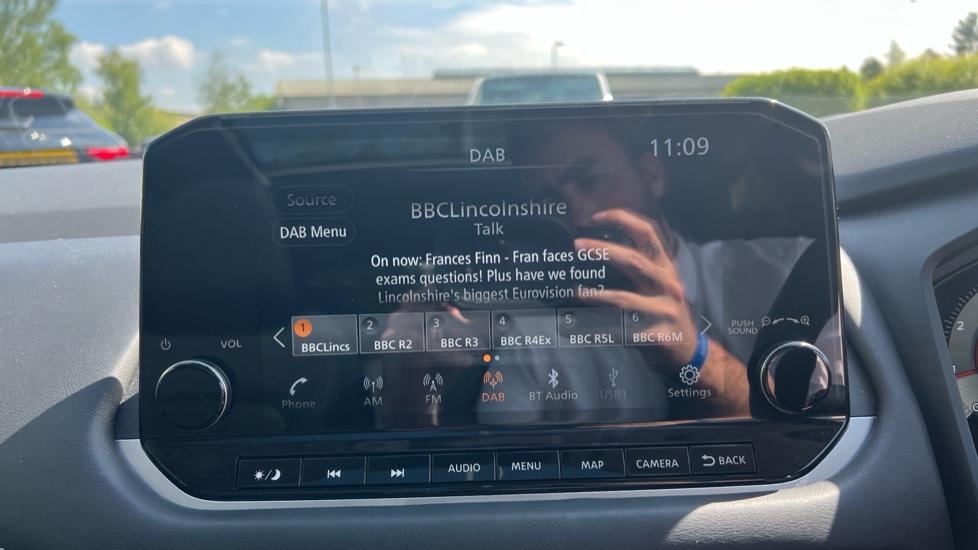 DAB
11:09
Source
DAB Menu
BBCLincolnshire
Talk
On now: Frances Finn - Fran faces GCSE
exams questions! Plus have we found
Lincolnshire's biggest Eurovision fan?
1 BBCLincs
2 BBC R2
3 BBC R3
4 BBC R4Ex
5 BBC R5L
6 BBC R6M
VOL
PUSH
SOUND
Phone
AM
FM
DAB
BT Audio
USB1
Settings
AUDIO
MENU
MAP
CAMERA
BACK
2